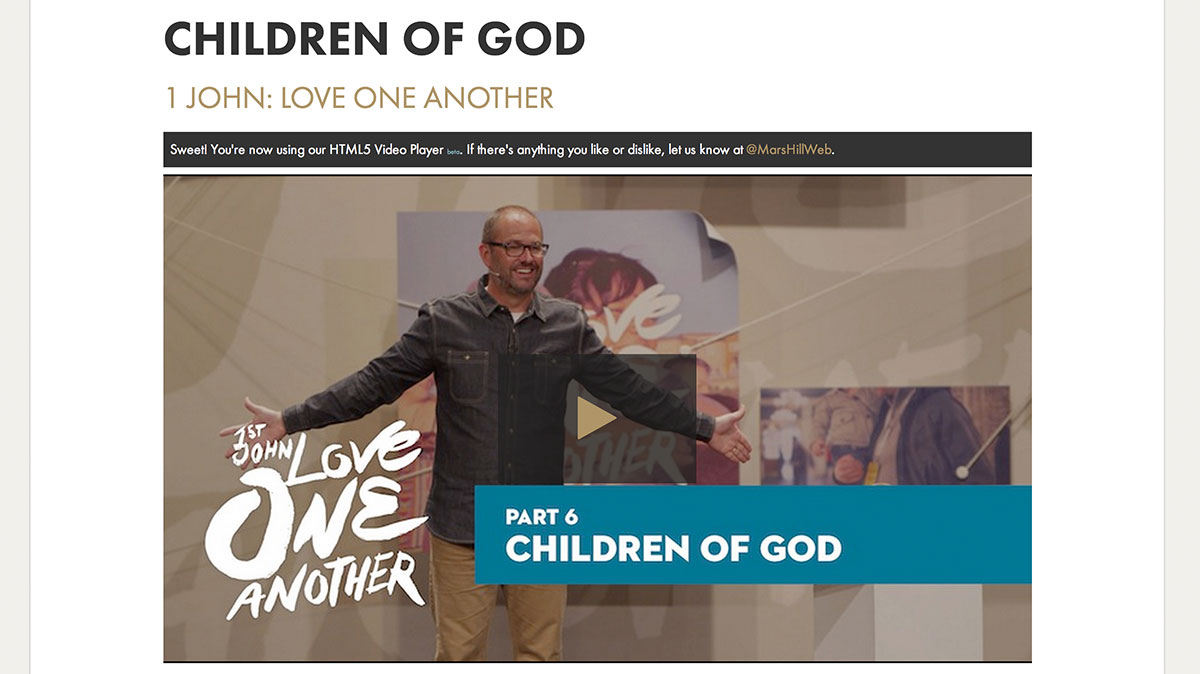 CHILDREN OF GOD
1 JOHN: LOVE ONE ANOTHER
Sweet! You're now using our HTML5 Video Player beta. If there's anything you like or dislike, let us know at @MarsHillWeb.
1ST
JOHN LOVE
ONE
ANOTHER
OTHER
PART 6
CHILDREN OF GOD